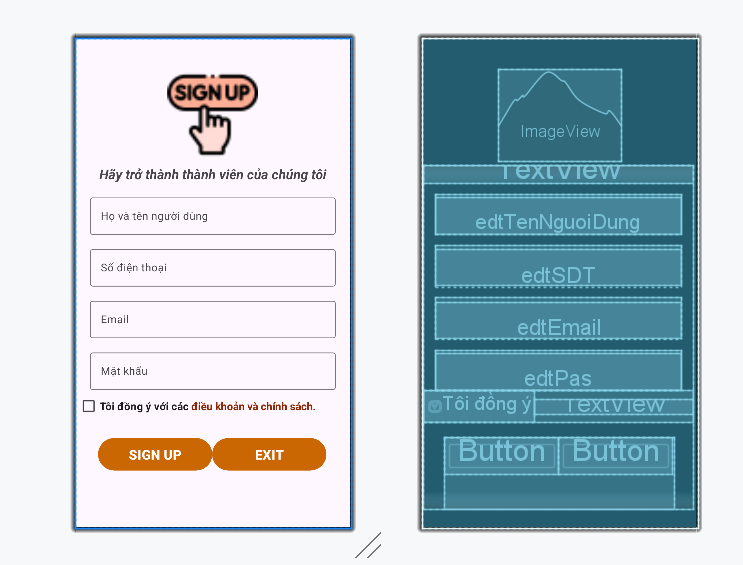 SIGN UP
Hãy trở thành thành viên của chúng tôi
Họ và tên người dùng
Số điện thoại
Email
Mật khẩu
Tôi đồng ý với các điều khoản và chính sách.
SIGN UP
EXIT
ImageView
TextView
edtTenNguoiDung
edtSDT
edtEmail
edtPas
Tôi đồng ý
TextView
Button
Button